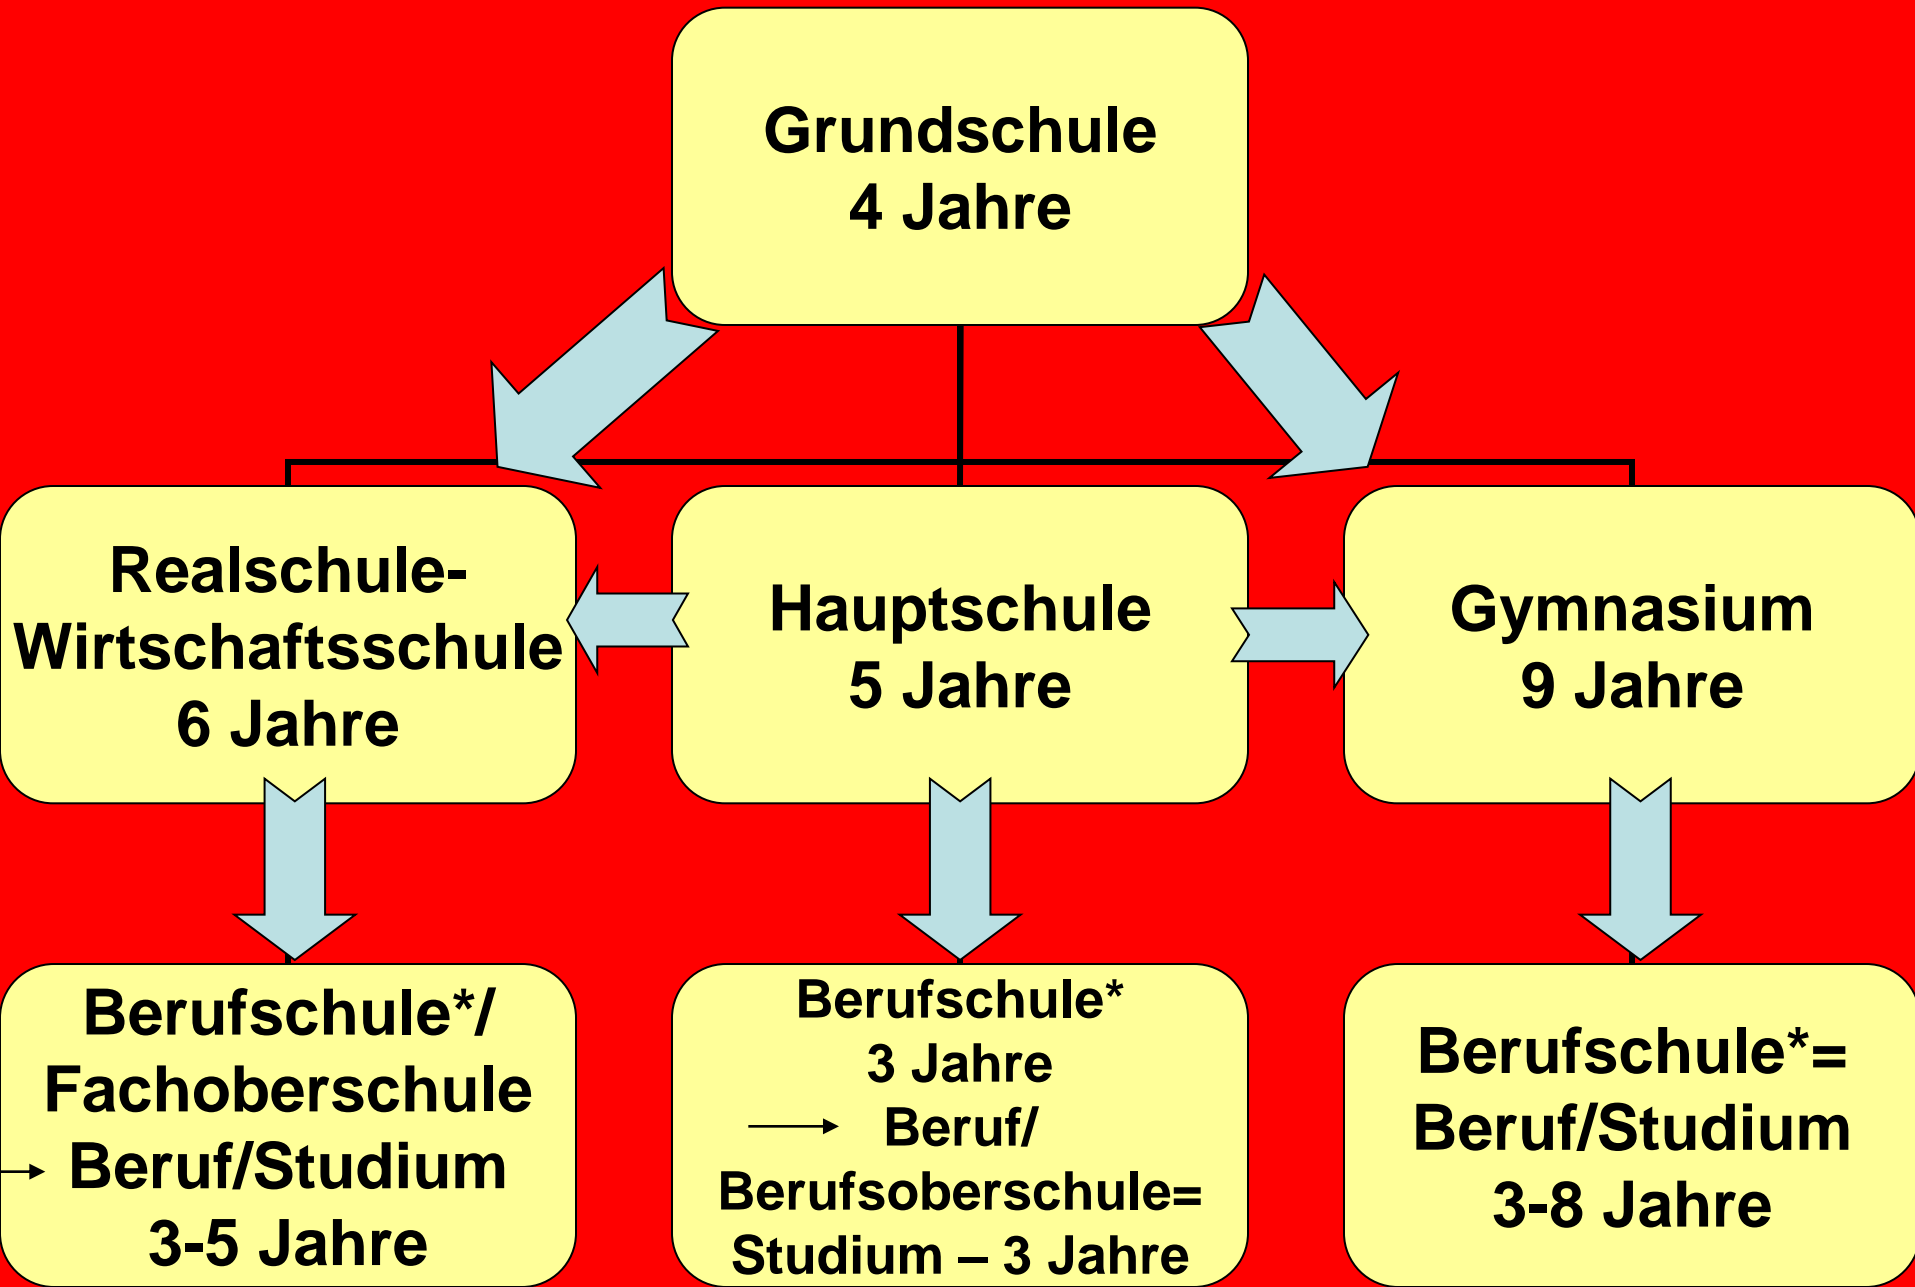 Grundschule
4 Jahre
Realschule-
Wirtschaftsschule
6 Jahre
Hauptschule
5 Jahre
Gymnasium
9 Jahre
Berufschule*/
Fachoberschule
Beruf/Studium
3-5 Jahre
Berufschule*
3 Jahre
Beruf/
Berufsoberschule=
Studium – 3 Jahre
Berufschule*=
Beruf/Studium
3-8 Jahre